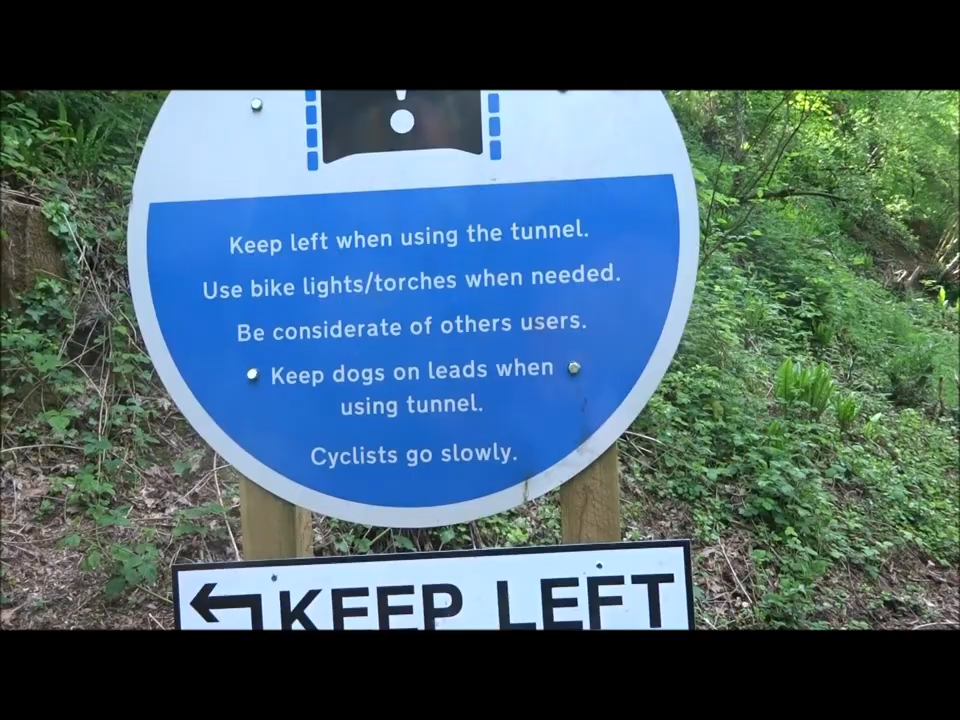 Keep left when using the tunnel.
Use bike lights/torches when needed.
Be considerate of others users.
Keep dogs on leads when
using tunnel.
Cyclists go slowly.
KEEP LEFT